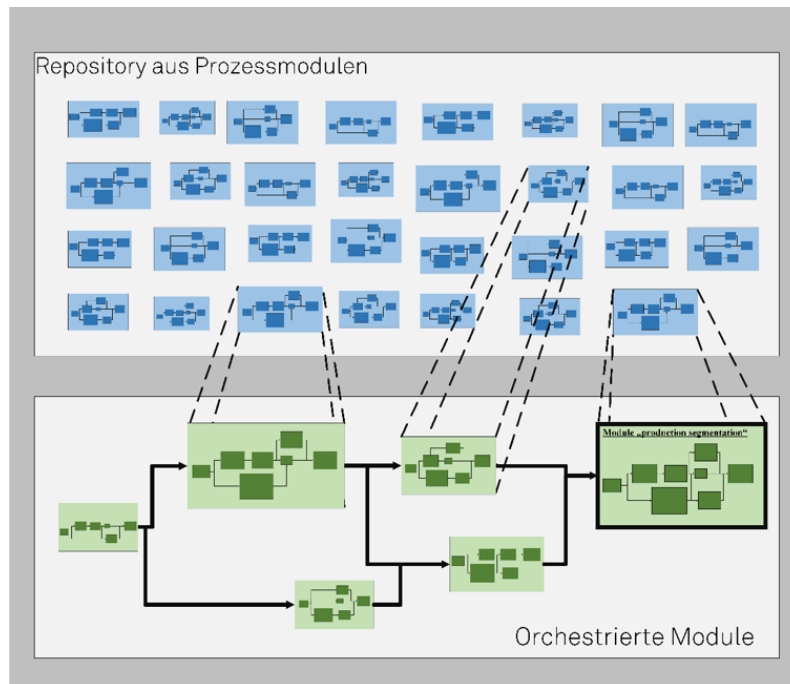 Repository aus Prozessmodulen
Module „production segmentation“
Orchestrierte Module